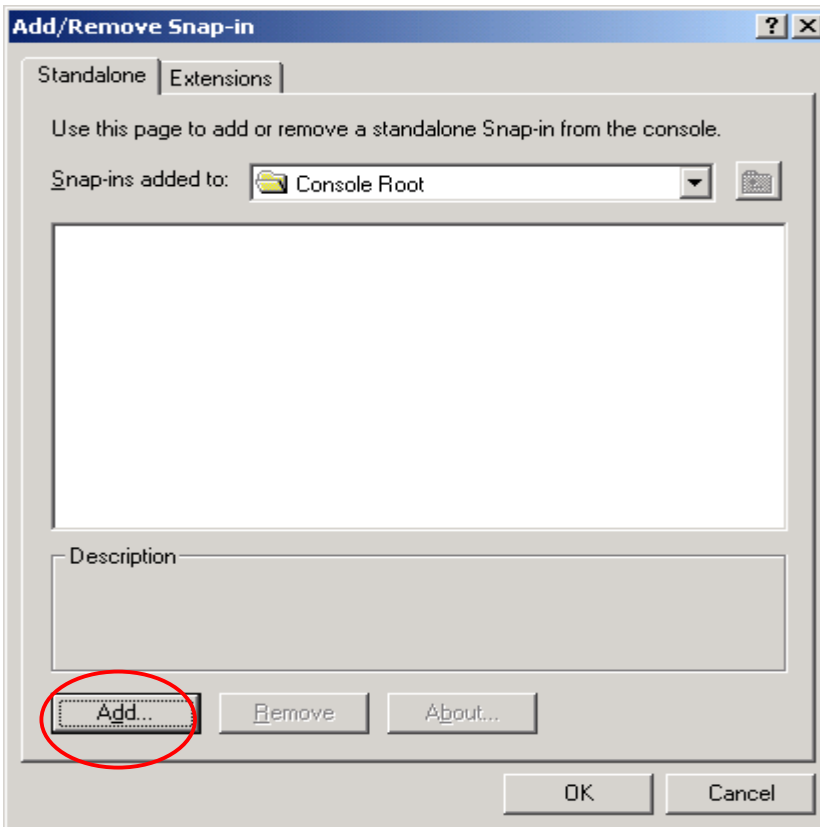 Add/Remove Snap-in
Standalone Extensions
Use this page to add or remove a standalone Snap-in from the console.
Snap-ins added to: Console Root
Description
Add... Remove About...
OK Cancel